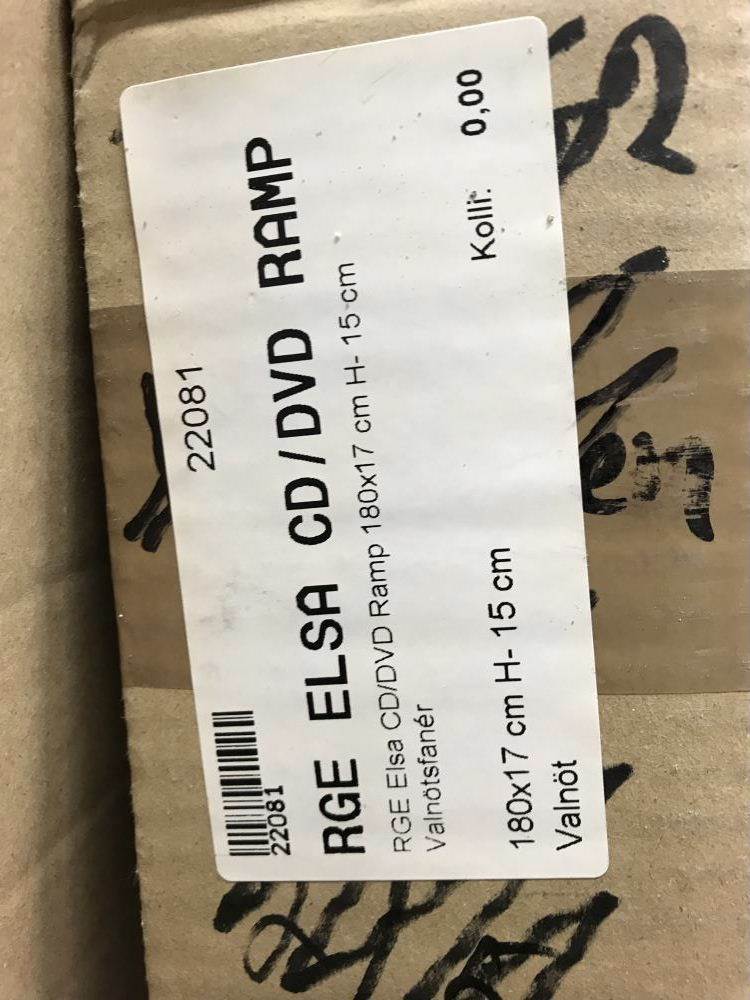 22081
22081
RGE ELSA CD/DVD RAMP
RGE Elsa CD/DVD Ramp 180x17 cm H- 15 cm
Valnötsfanér
Kolli: 0,00
180x17 cm H- 15 cm
Valnöt